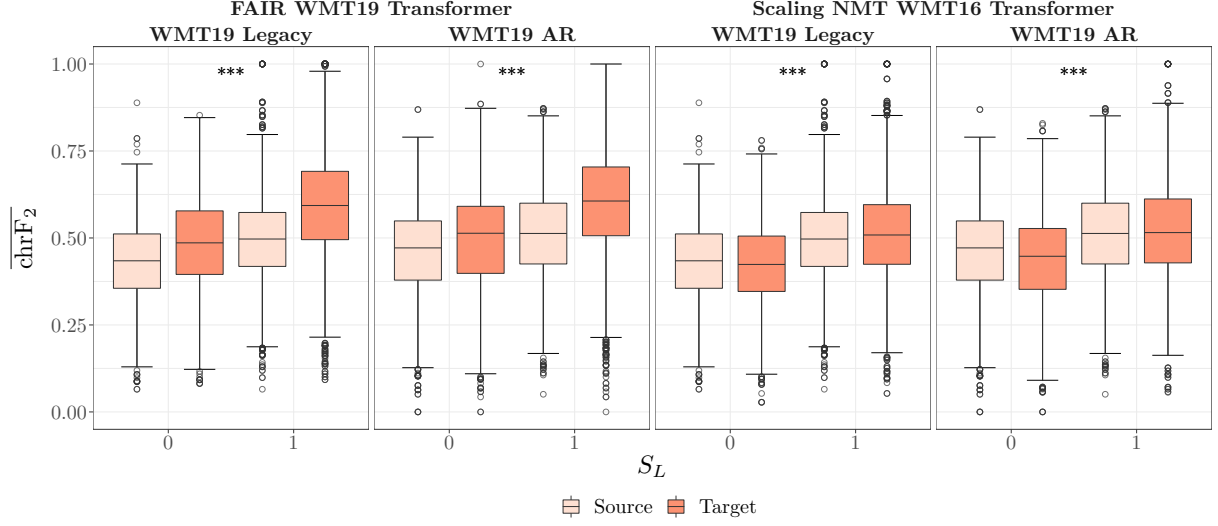 FAIR WMT19 Transformer Scaling NMT WMT16 Transformer
WMT19 Legacy WMT19 AR WMT19 Legacy WMT19 AR
*** *** *** ***
1.00
0.75
0.50
0.25
0.00
chrF₂
0 1 0 1 0 1 0 1
S_L
Source Target